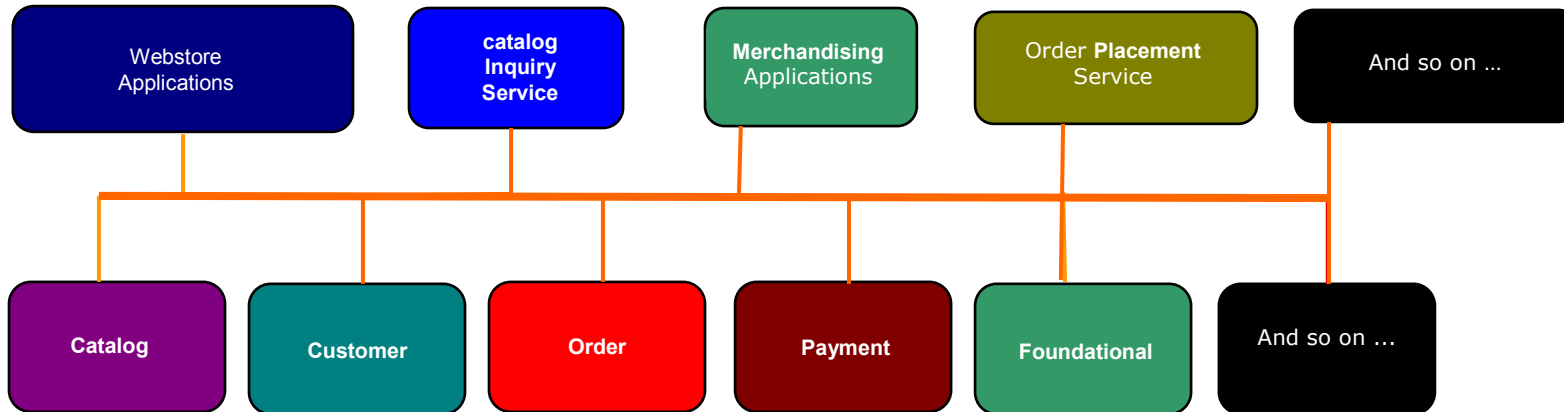 Webstore
Applications
catalog
Inquiry
Service
Merchandising
Applications
Order Placement
Service
And so on ...
Catalog
Customer
Order
Payment
Foundational
And so on ...